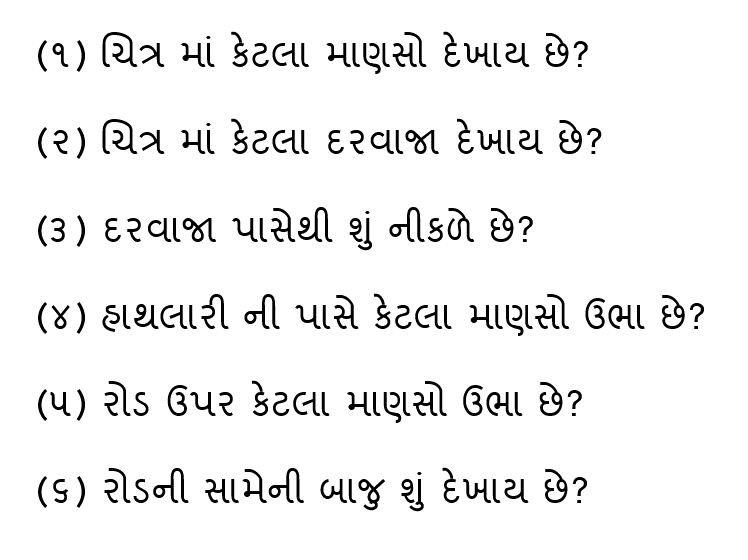 (૧) ચિત્ર માં કેટલા માણસો દેખાય છે?
(૨) ચિત્ર માં કેટલા દરવાજા દેખાય છે?
(૩) દરવાજા પાસેથી શું નીકળે છે?
(૪) હાથલારી ની પાસે કેટલા માણસો ઉભા છે?
(૫) રોડ ઉપર કેટલા માણસો ઉભા છે?
(૬) રોડની સામેની બાજુ શું દેખાય છે?